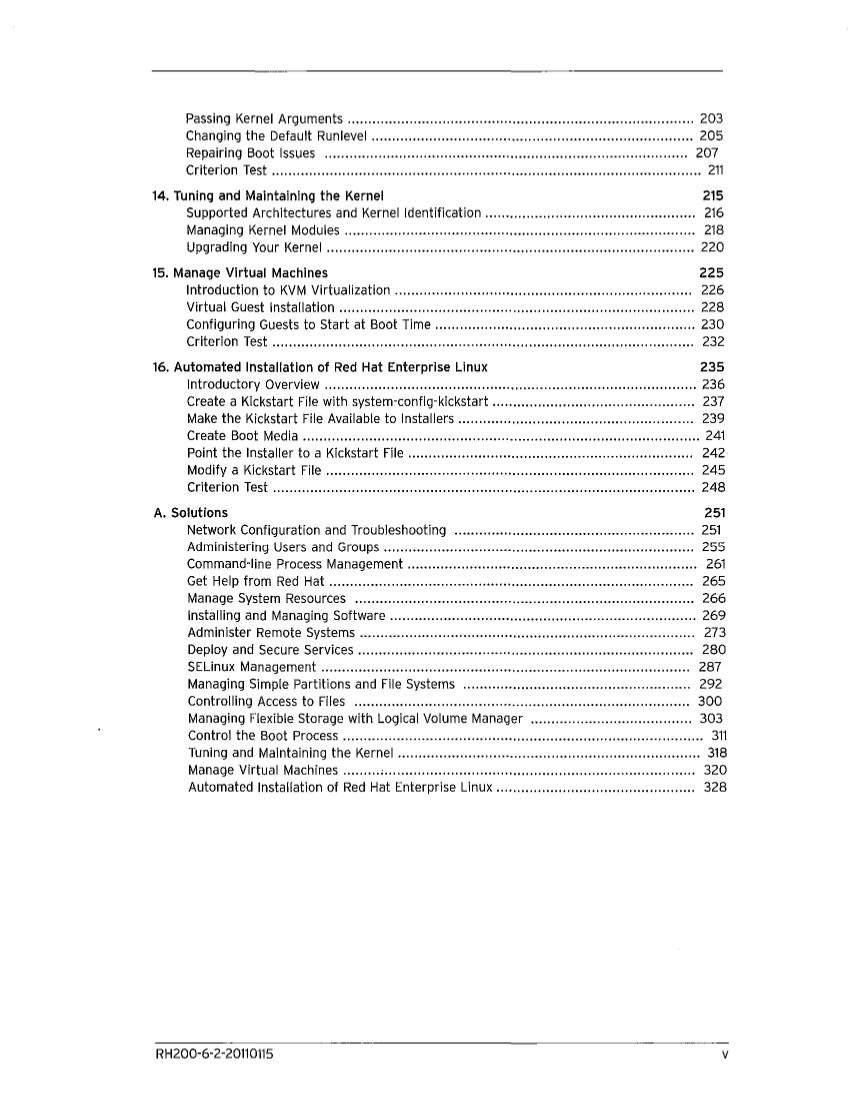 Passing Kernel Arguments .................................................................................... 203
Changing the Default Runlevel .............................................................................. 205
Repairing Boot Issues ........................................................................................ 207
Criterion Test ........................................................................................................ 211
14. Tuning and Maintaining the Kernel 215
Supported Architectures and Kernel Identification ................................................... 216
Managing Kernel Modules ..................................................................................... 218
Upgrading Your Kernel ......................................................................................... 220
15. Manage Virtual Machines 225
Introduction to KVM Virtualization ........................................................................ 226
Virtual Guest Installation ...................................................................................... 228
Configuring Guests to Start at Boot Time ............................................................... 230
Criterion Test ...................................................................................................... 232
16. Automated Installation of Red Hat Enterprise Linux 235
Introductory Overview .......................................................................................... 236
Create a Kickstart File with system-config-kickstart ................................................. 237
Make the Kickstart File Available to Installers ......................................................... 239
Create Boot Media ................................................................................................ 241
Point the Installer to a Kickstart File ..................................................................... 242
Modify a Kickstart File ......................................................................................... 245
Criterion Test ...................................................................................................... 248
A. Solutions 251
Network Configuration and Troubleshooting .......................................................... 251
Administering Users and Groups ........................................................................... 255
Command-line Process Management ...................................................................... 261
Get Help from Red Hat ........................................................................................ 265
Manage System Resources .................................................................................. 266
Installing and Managing Software .......................................................................... 269
Administer Remote Systems ................................................................................. 273
Deploy and Secure Services ................................................................................. 280
SELinux Management ......................................................................................... 287
Managing Simple Partitions and File Systems ....................................................... 292
Controlling Access to Files ................................................................................. 300
Managing Flexible Storage with Logical Volume Manager ....................................... 303
Control the Boot Process ....................................................................................... 311
Tuning and Maintaining the Kernel ......................................................................... 318
Manage Virtual Machines ..................................................................................... 320
Automated Installation of Red Hat Enterprise Linux ................................................ 328
RH200-6-2-20110115 v